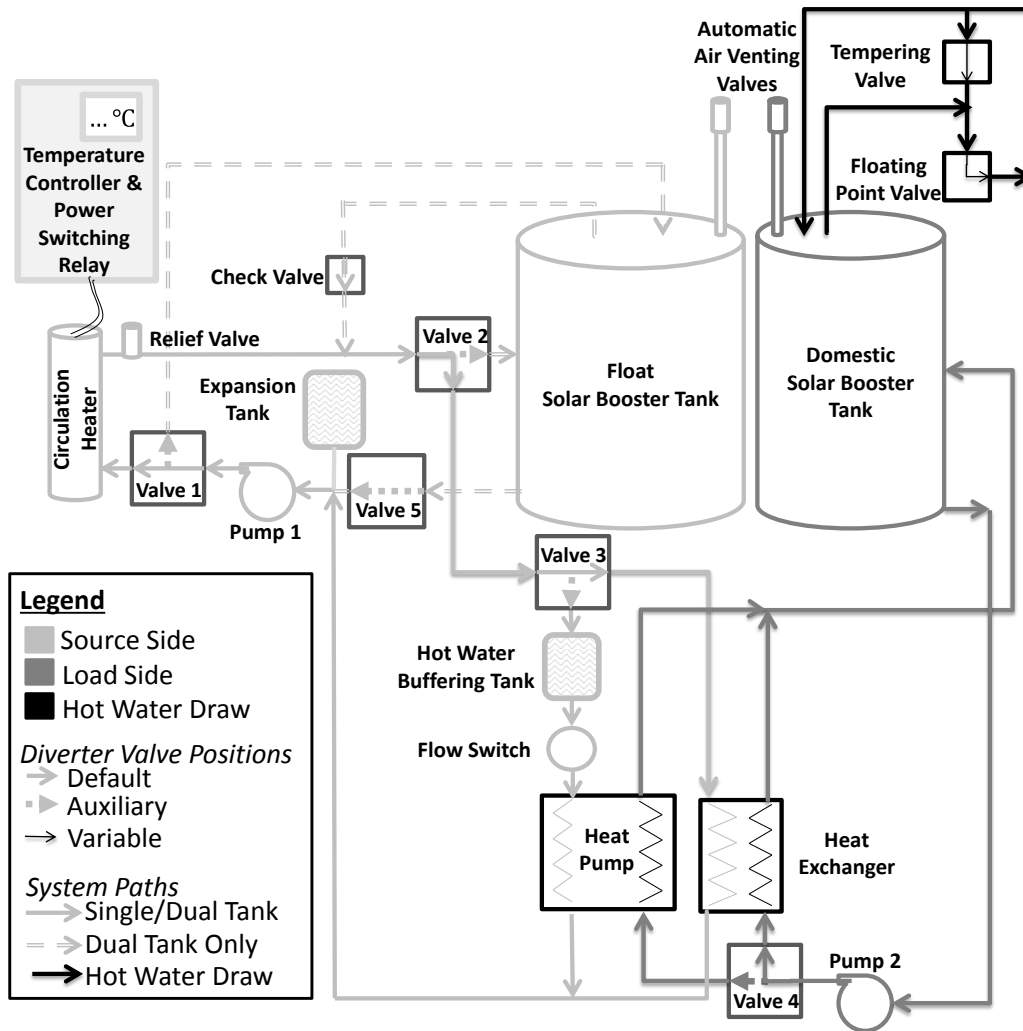 ... °C
Temperature
Controller &
Power
Switching
Relay
Automatic
Air Venting
Valves
Tempering
Valve
Floating
Point Valve
Check Valve
Relief Valve
Valve 2
Expansion
Tank
Circulation
Heater
Valve 1
Pump 1
Valve 5
Float
Solar Booster Tank
Domestic
Solar Booster
Tank
Valve 3
Hot Water
Buffering Tank
Flow Switch
Heat
Pump
Heat
Exchanger
Valve 4
Pump 2
Legend
Source Side
Load Side
Hot Water Draw
Diverter Valve Positions
Default
Auxiliary
Variable
System Paths
Single/Dual Tank
Dual Tank Only
Hot Water Draw